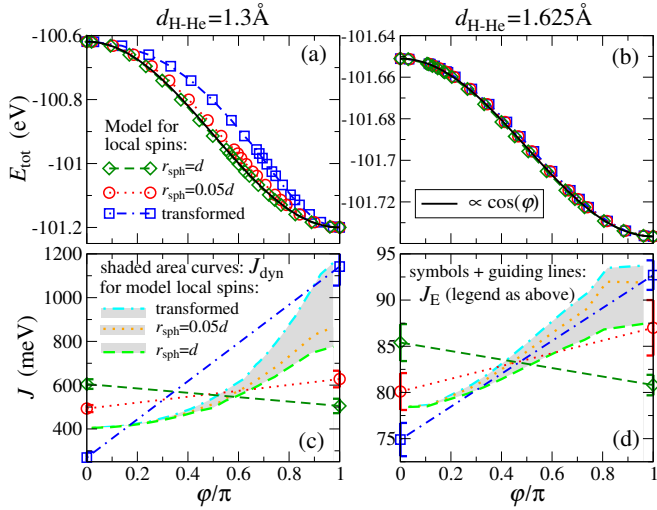 d_H-He=1.3Å
d_H-He=1.625Å
-100.6
-100.8
-101
-101.2
E_tot (eV)
(a)
Model for
local spins:
r_sph=d
r_sph=0.05d
transformed
-101.64
-101.66
-101.68
-101.7
-101.72
(b)
∝ cos(φ)
1200
1000
800
600
400
J (meV)
shaded area curves: J_dyn
for model local spins:
transformed
r_sph=0.05d
r_sph=d
(c)
0 0.2 0.4 0.6 0.8 1
φ/π
95
90
85
80
75
symbols + guiding lines:
J_E (legend as above)
(d)
0 0.2 0.4 0.6 0.8 1
φ/π